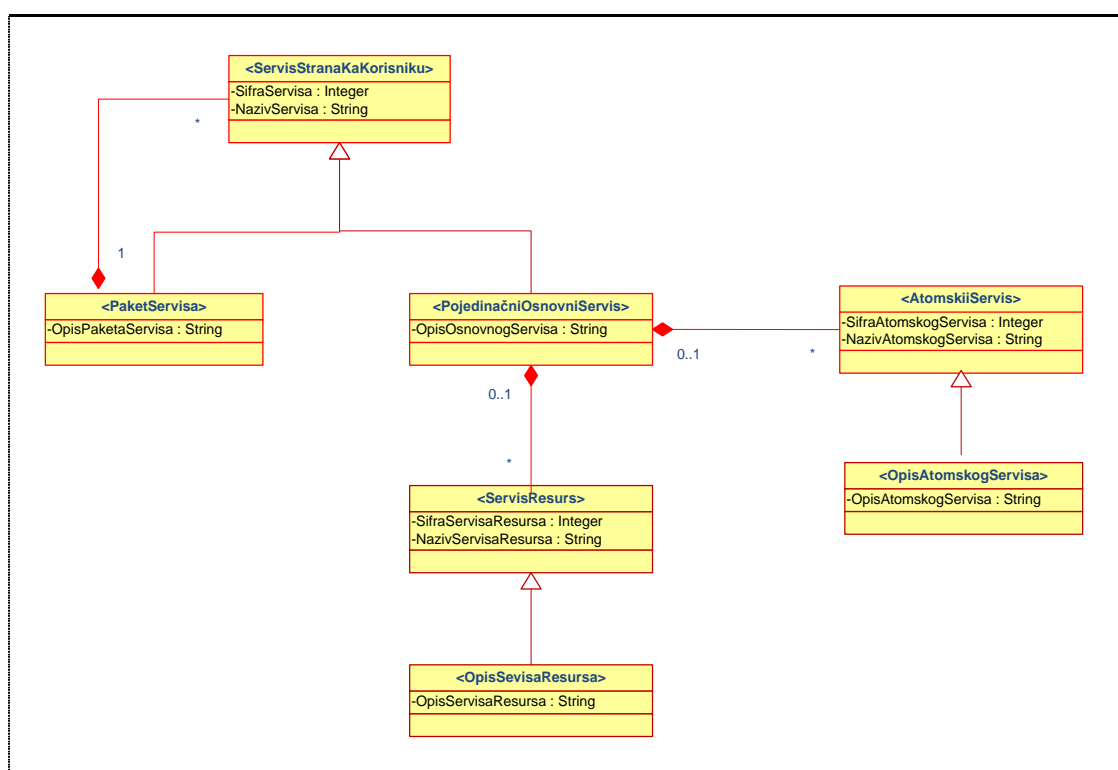 <ServisStranaKaKorisniku>
-SifraServisa : Integer
-NazivServisa : String
*
1
<PaketServisa>
-OpisPaketaServisa : String
<PojedinačniOsnovniServis>
-OpisOsnovnogServisa : String
0..1
*
<AtomskiiServis>
-SifraAtomskogServisa : Integer
-NazivAtomskogServisa : String
0..1
*
<OpisAtomskogServisa>
-OpisAtomskogServisa : String
<ServisResurs>
-SifraServisaResursa : Integer
-NazivServisaResursa : String
<OpisSevisaResursa>
-OpisServisaResursa : String